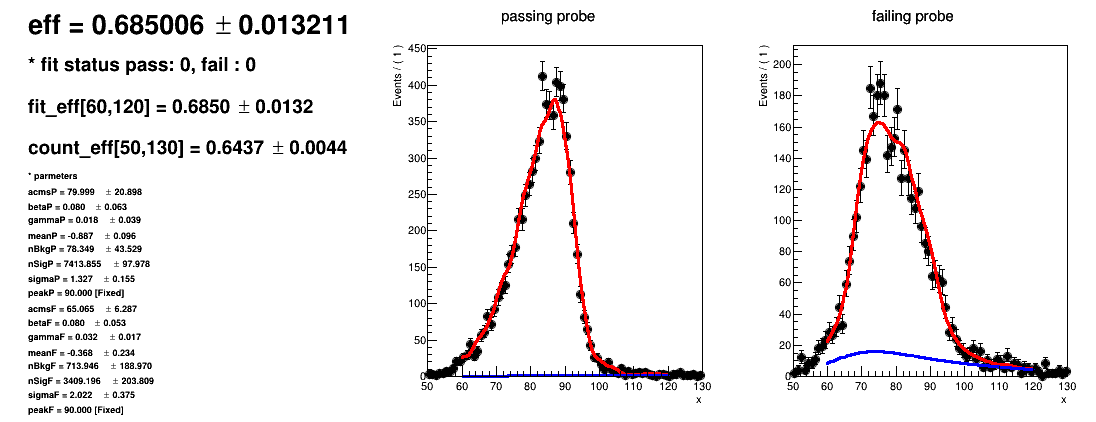 eff = 0.685006 ± 0.013211
* fit status pass: 0, fail : 0
fit_eff[60,120] = 0.6850 ± 0.0132
count_eff[50,130] = 0.6437 ± 0.0044
* parmeters
acmsP = 79.999 ± 20.898
betaP = 0.080 ± 0.063
gammaP = 0.018 ± 0.039
meanP = -0.887 ± 0.096
nBkgP = 78.349 ± 43.529
nSigP = 7413.855 ± 97.978
sigmaP = 1.327 ± 0.155
peakP = 90.000 [Fixed]
acmsF = 65.065 ± 6.287
betaF = 0.080 ± 0.053
gammaF = 0.032 ± 0.017
meanF = -0.368 ± 0.234
nBkgF = 713.946 ± 188.970
nSigF = 3409.196 ± 203.809
sigmaF = 2.022 ± 0.375
peakF = 90.000 [Fixed]
passing probe
Events / ( 1 )
450
400
350
300
250
200
150
100
50
0
50 60 70 80 90 100 110 120 130
x
failing probe
Events / ( 1 )
200
180
160
140
120
100
80
60
40
20
0
50 60 70 80 90 100 110 120 130
x